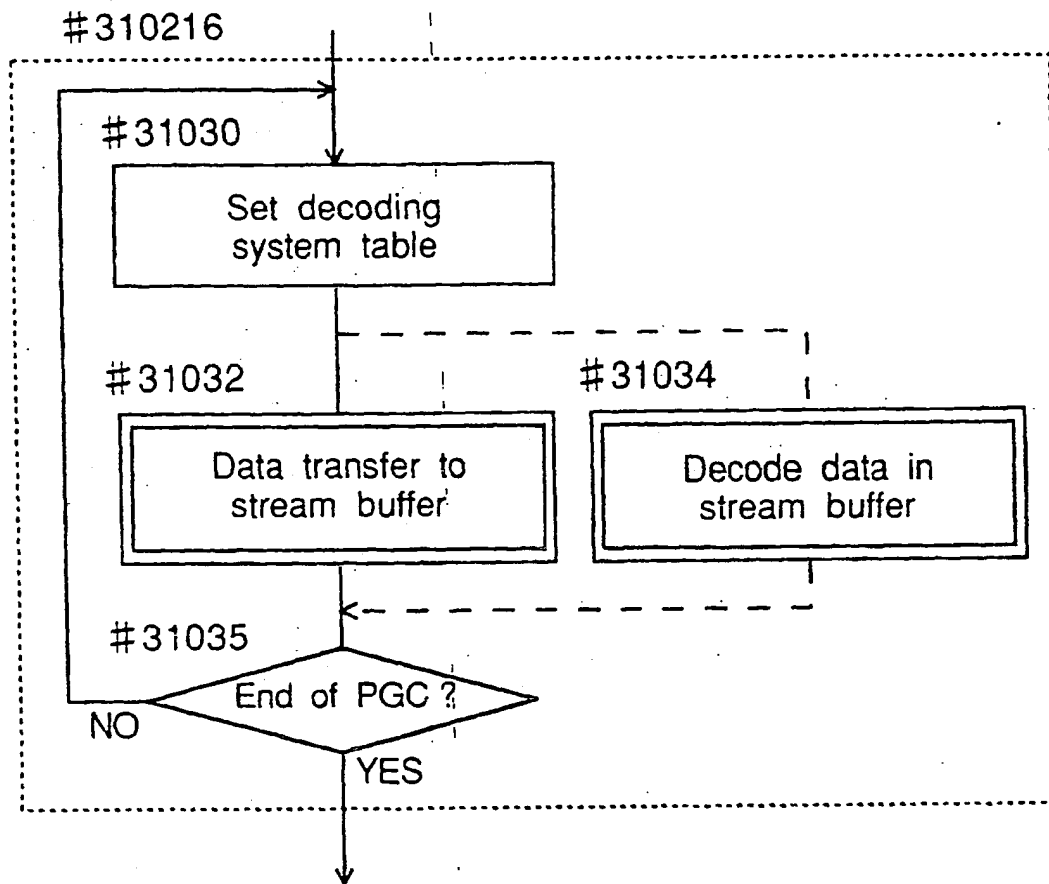 #310216
#31030
Set decoding
system table
#31032
#31034
Data transfer to
stream buffer
Decode data in
stream buffer
#31035
End of PGC ?
NO
YES